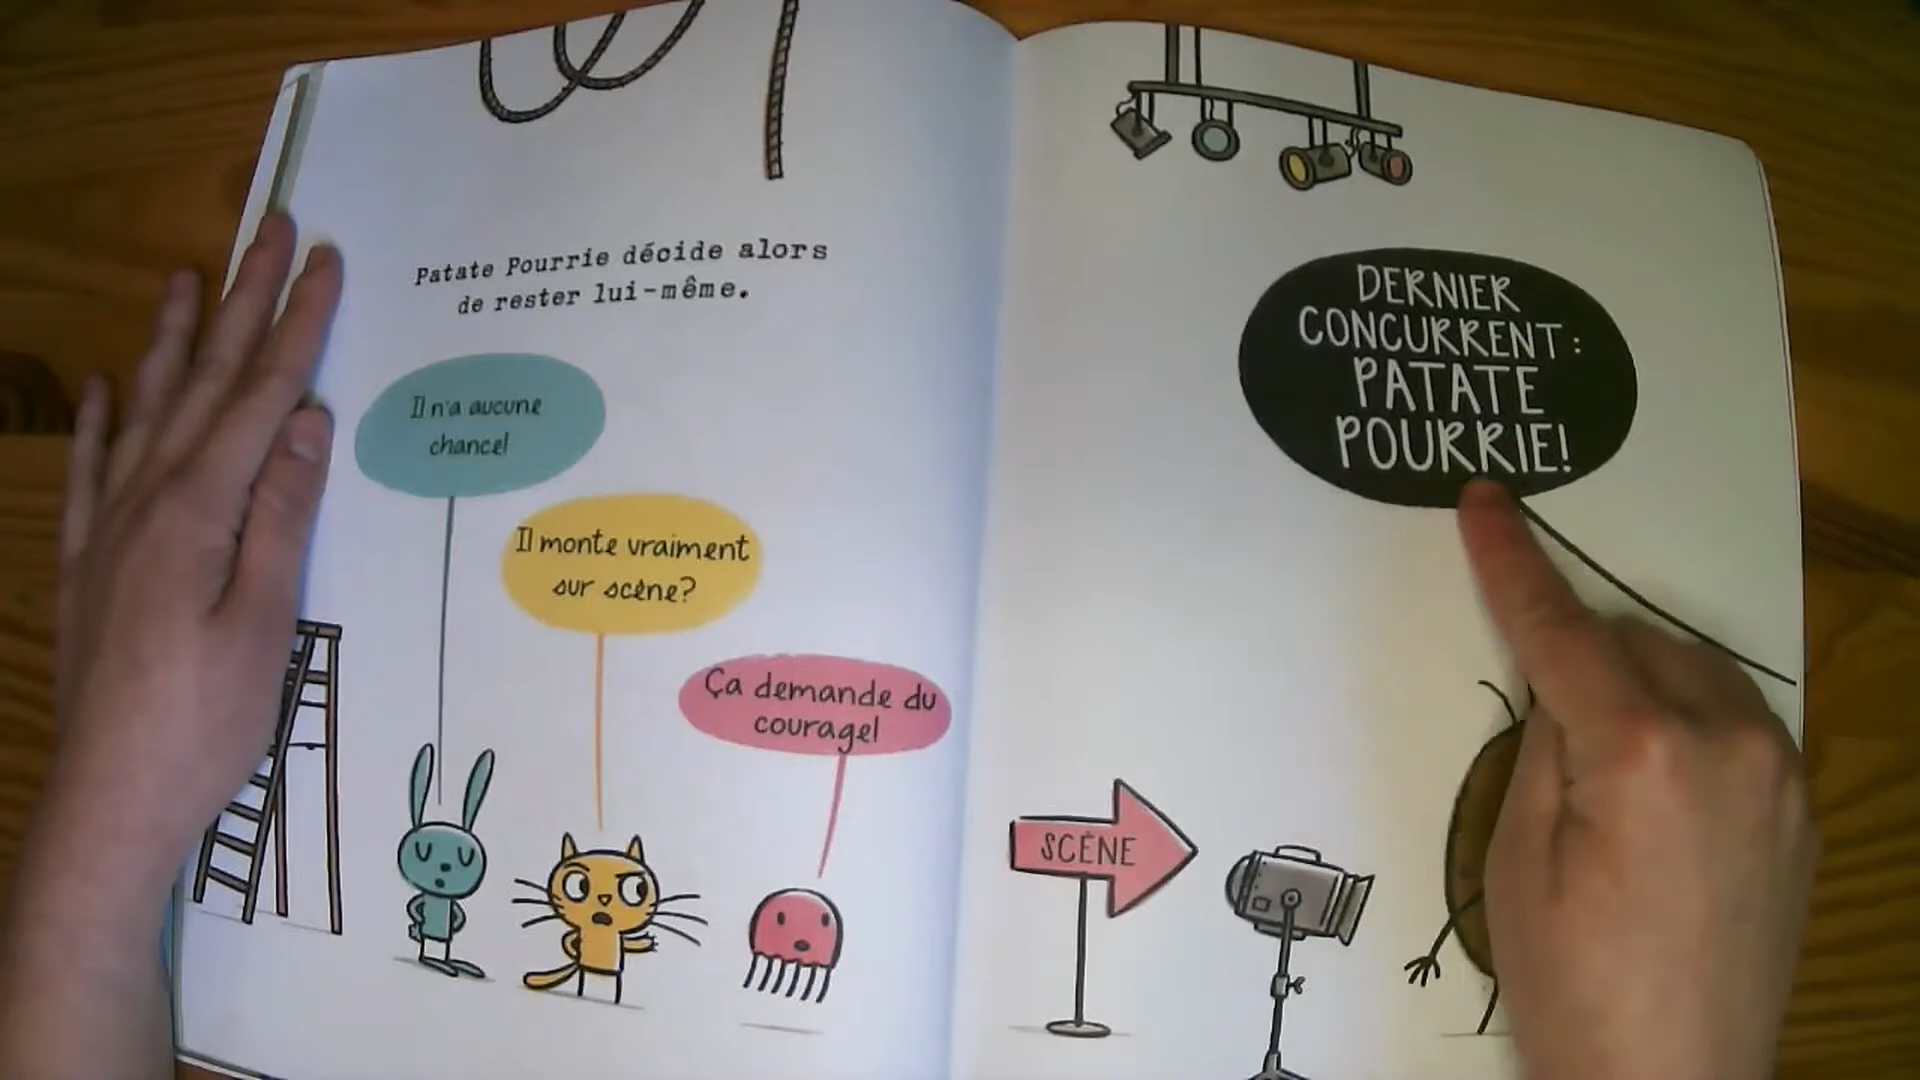 Patate Pourrie décide alors
de rester lui-même.
Il n'a aucune
chance!
Il monte vraiment
sur scène?
Ça demande du
courage!
DERNIER
CONCURRENT:
PATATE
POURRIE!
SCÈNE